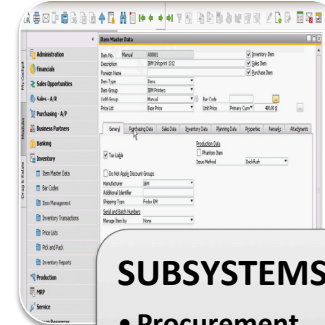 Item Master Data
Administration
Financials
Sales Opportunities
Sales - A/R
Purchasing - A/P
Business Partners
Banking
Inventory
Item Master Data
Bar Codes
Item Management
Inventory Transactions
Price Lists
Pick and Pack
Inventory Reports
Production
MRP
Service
My Cockpit
Modules
Drag & Relate
Item No. Manual A00001 Inventory Item
Description IBM Infoprint 1312 Sales Item
Foreign Name Purchase Item
Item Type Items
Item Group IBM Printers
UoM Group Manual Bar Code
Price List Base Price Unit Price Primary Curr
General Purchasing Data Sales Data Inventory Data Planning Data Properties Remarks Attachments
Production Data
Tax Liable Phantom Item
Issue Method Backflush
Do Not Apply Discount Groups
Manufacturer IBM
Additional Identifier
Shipping Type
Serial and Batch Numbers
Manage Item by None
SUBSYSTEMS
• Procurement